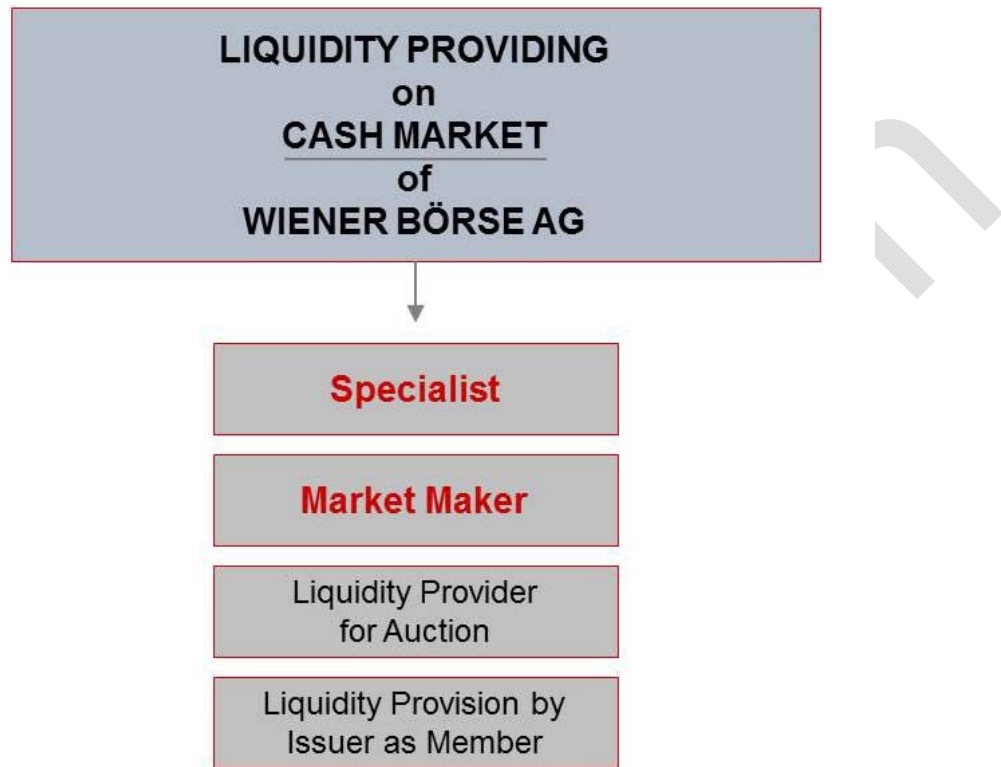 LIQUIDITY PROVIDING
on
CASH MARKET
of
WIENER BÖRSE AG
Specialist
Market Maker
Liquidity Provider
for Auction
Liquidity Provision by
Issuer as Member